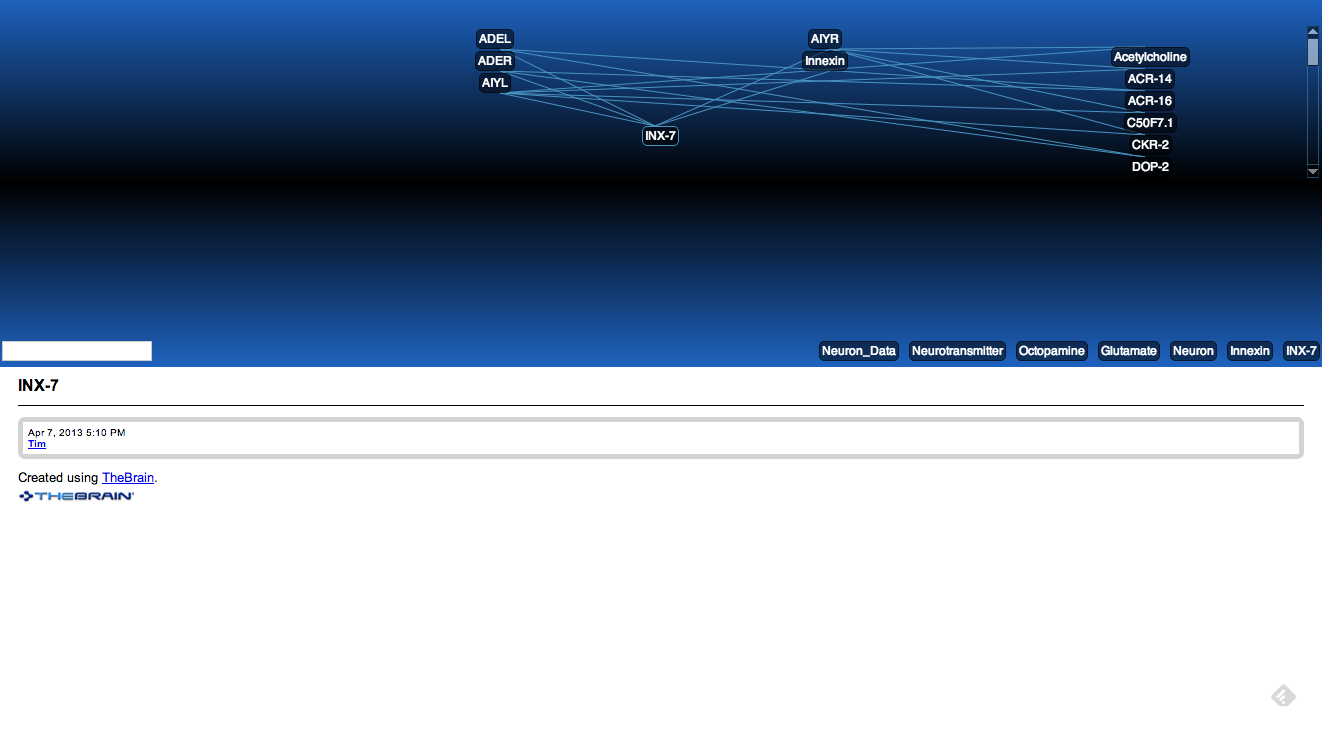 ADEL
ADER
AIYL
AIYR
Innexin
INX-7
Acetylcholine
ACR-14
ACR-16
C50F7.1
CKR-2
DOP-2
Neuron_Data Neurotransmitter Octopamine Glutamate Neuron Innexin INX-7
INX-7
Apr 7, 2013 5:10 PM
Tim
Created using TheBrain.
THEBRAIN